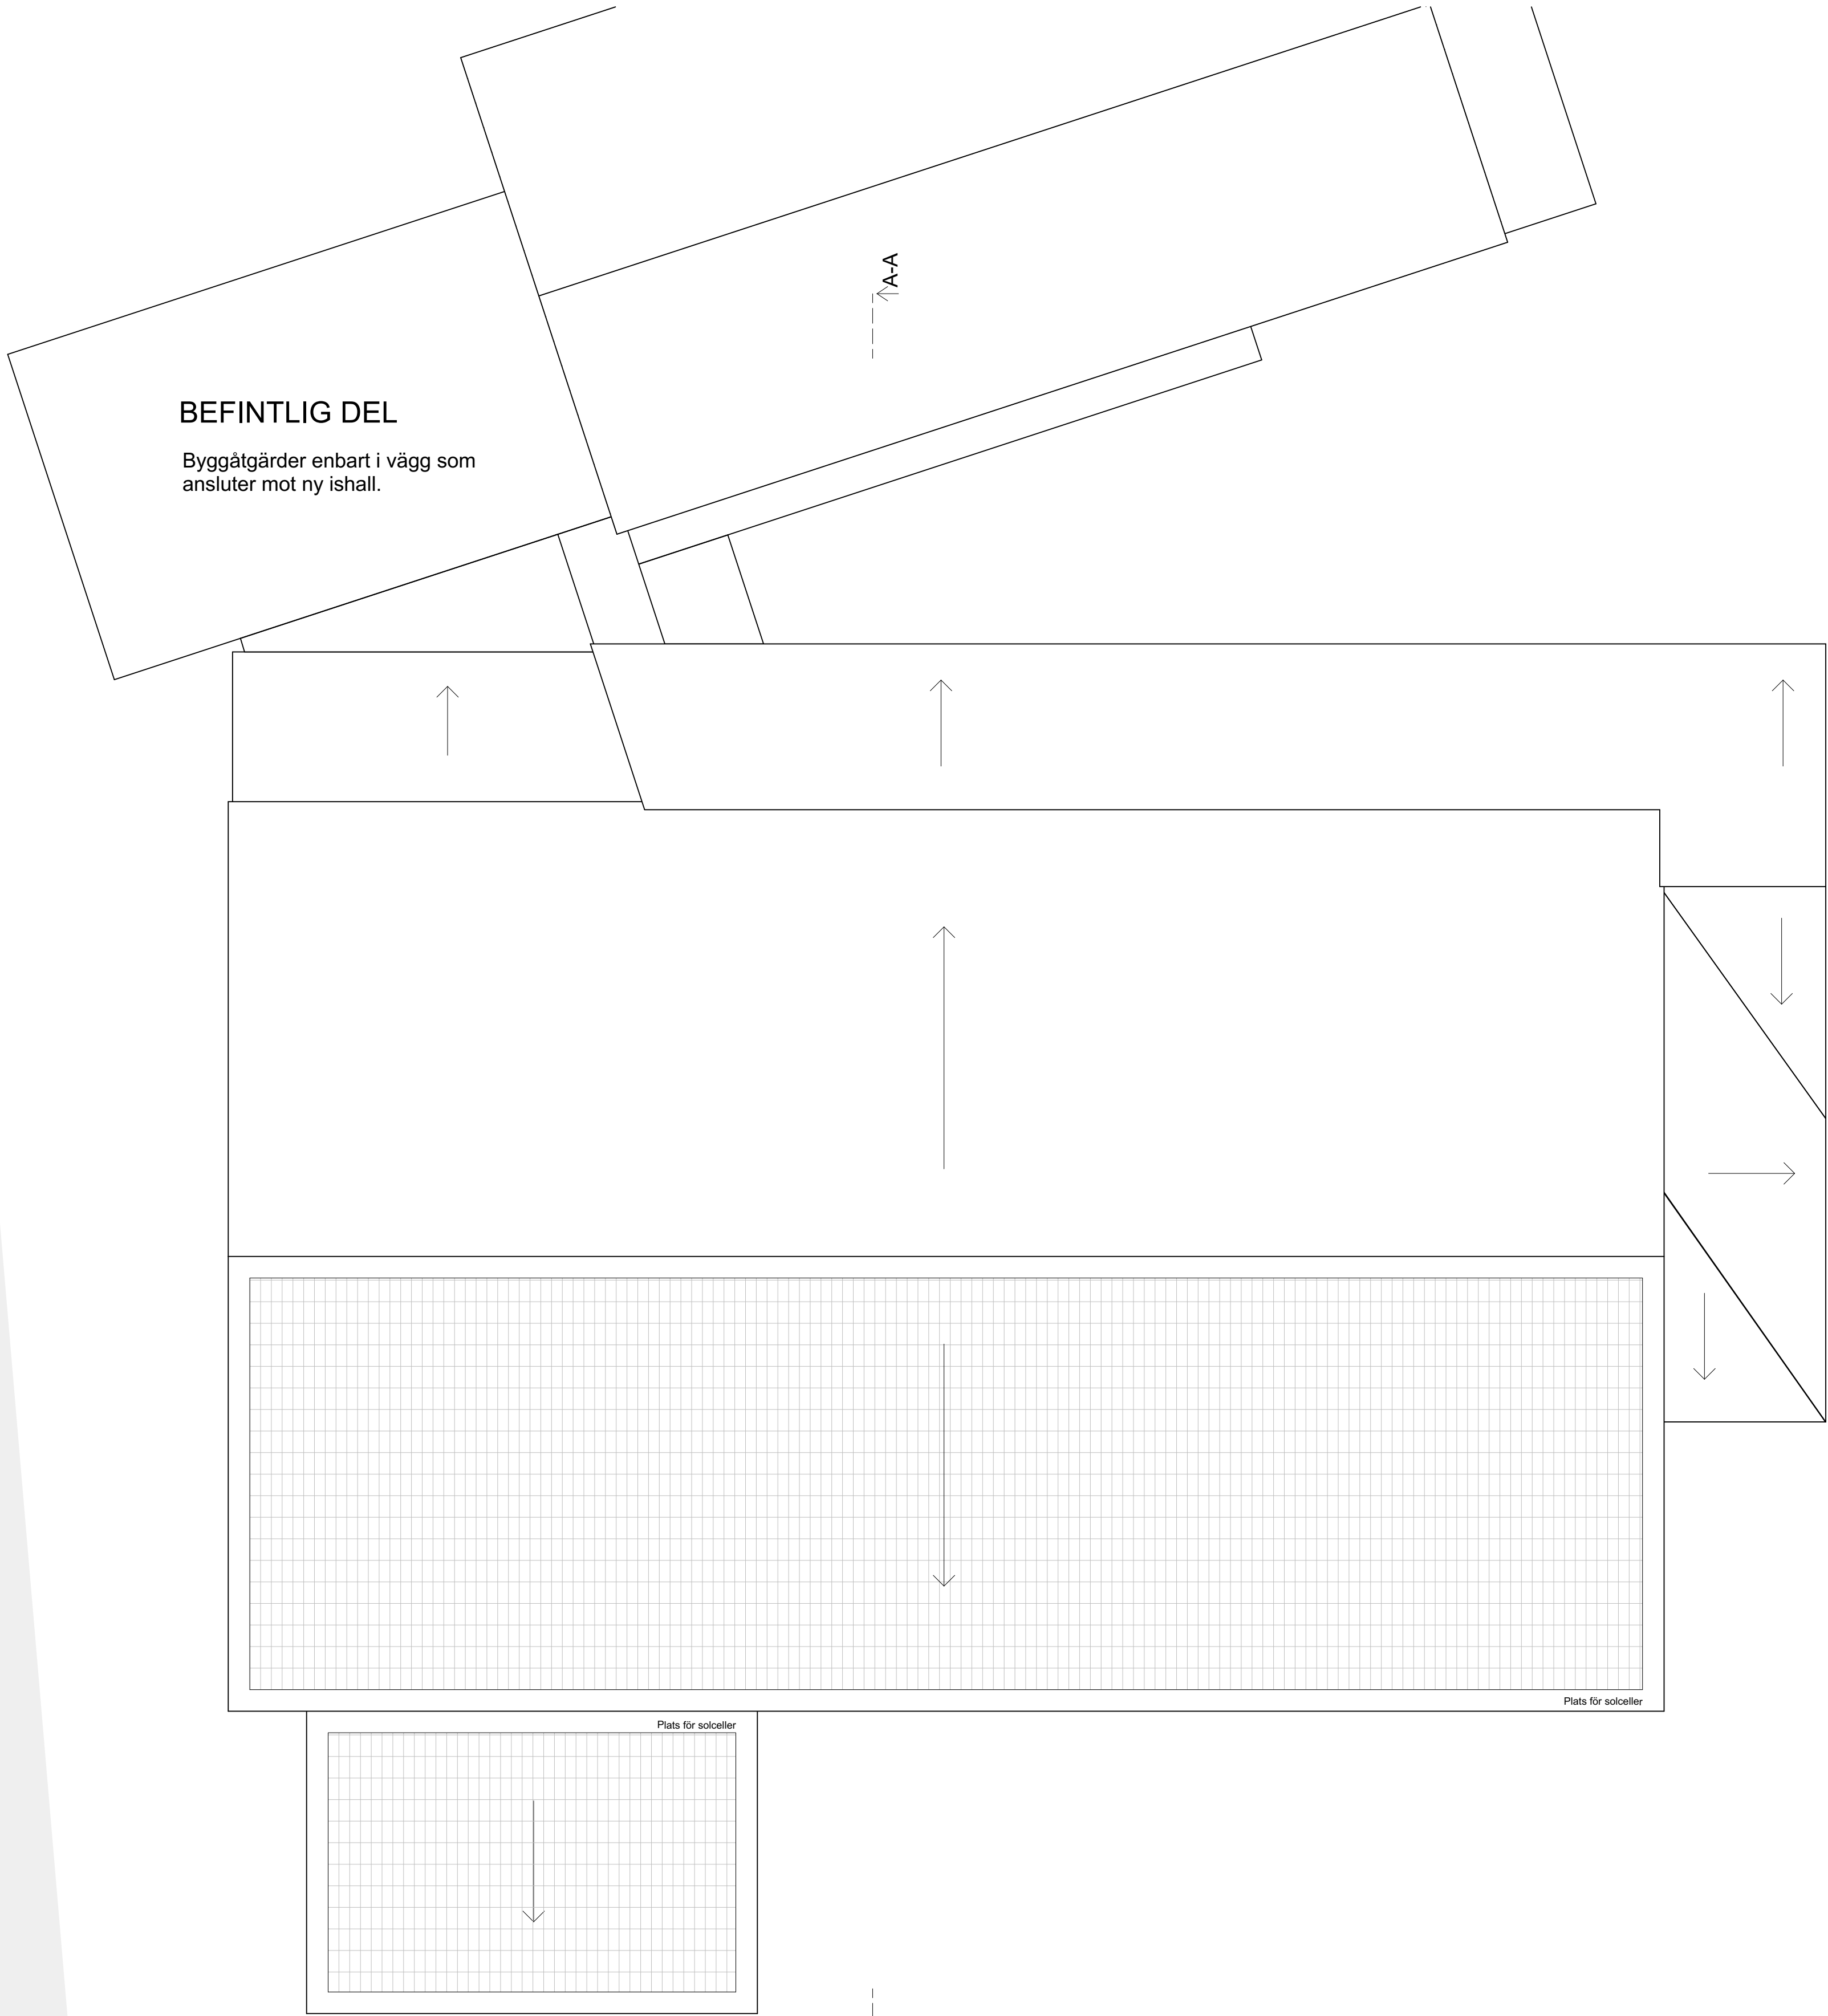 A-A
BEFINTLIG DEL
Byggåtgärder enbart i vägg som
ansluter mot ny ishall.
Plats för solceller
Plats för solceller